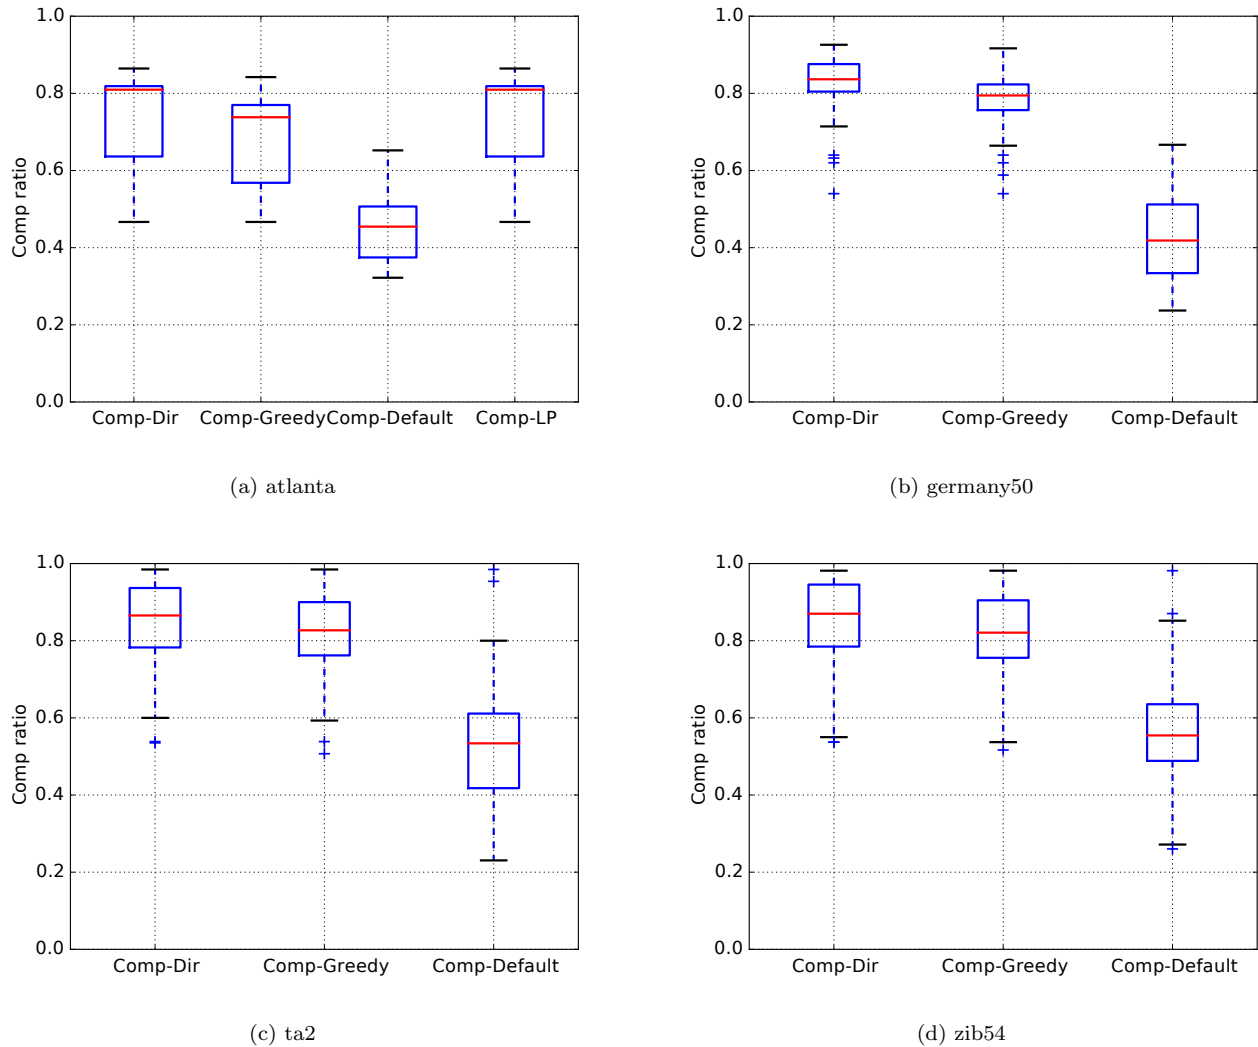 1.0
0.8
0.6
0.4
0.2
0.0
Comp ratio
Comp-Dir Comp-Greedy Comp-Default Comp-LP
(a) atlanta
1.0
0.8
0.6
0.4
0.2
0.0
Comp ratio
Comp-Dir Comp-Greedy Comp-Default
(b) germany50
1.0
0.8
0.6
0.4
0.2
0.0
Comp ratio
Comp-Dir Comp-Greedy Comp-Default
(c) ta2
1.0
0.8
0.6
0.4
0.2
0.0
Comp ratio
Comp-Dir Comp-Greedy Comp-Default
(d) zib54